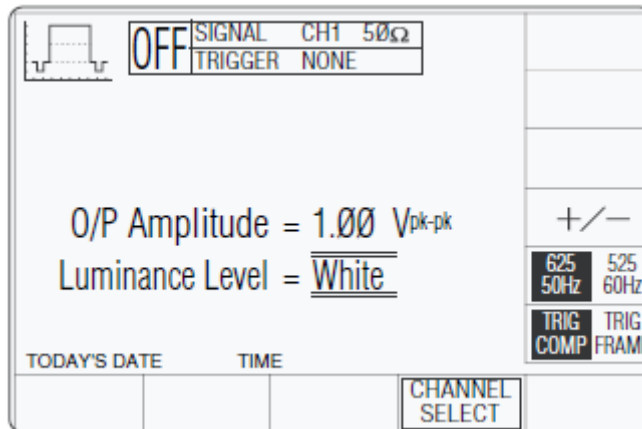 OFF
SIGNAL CH1 5Ø Ω
TRIGGER NONE
O/P Amplitude = 1.ØØ Vpk-pk
Luminance Level = White
+/−
625 525
50Hz 60Hz
TRIG TRIG
COMP FRAME
TODAY'S DATE TIME
CHANNEL
SELECT